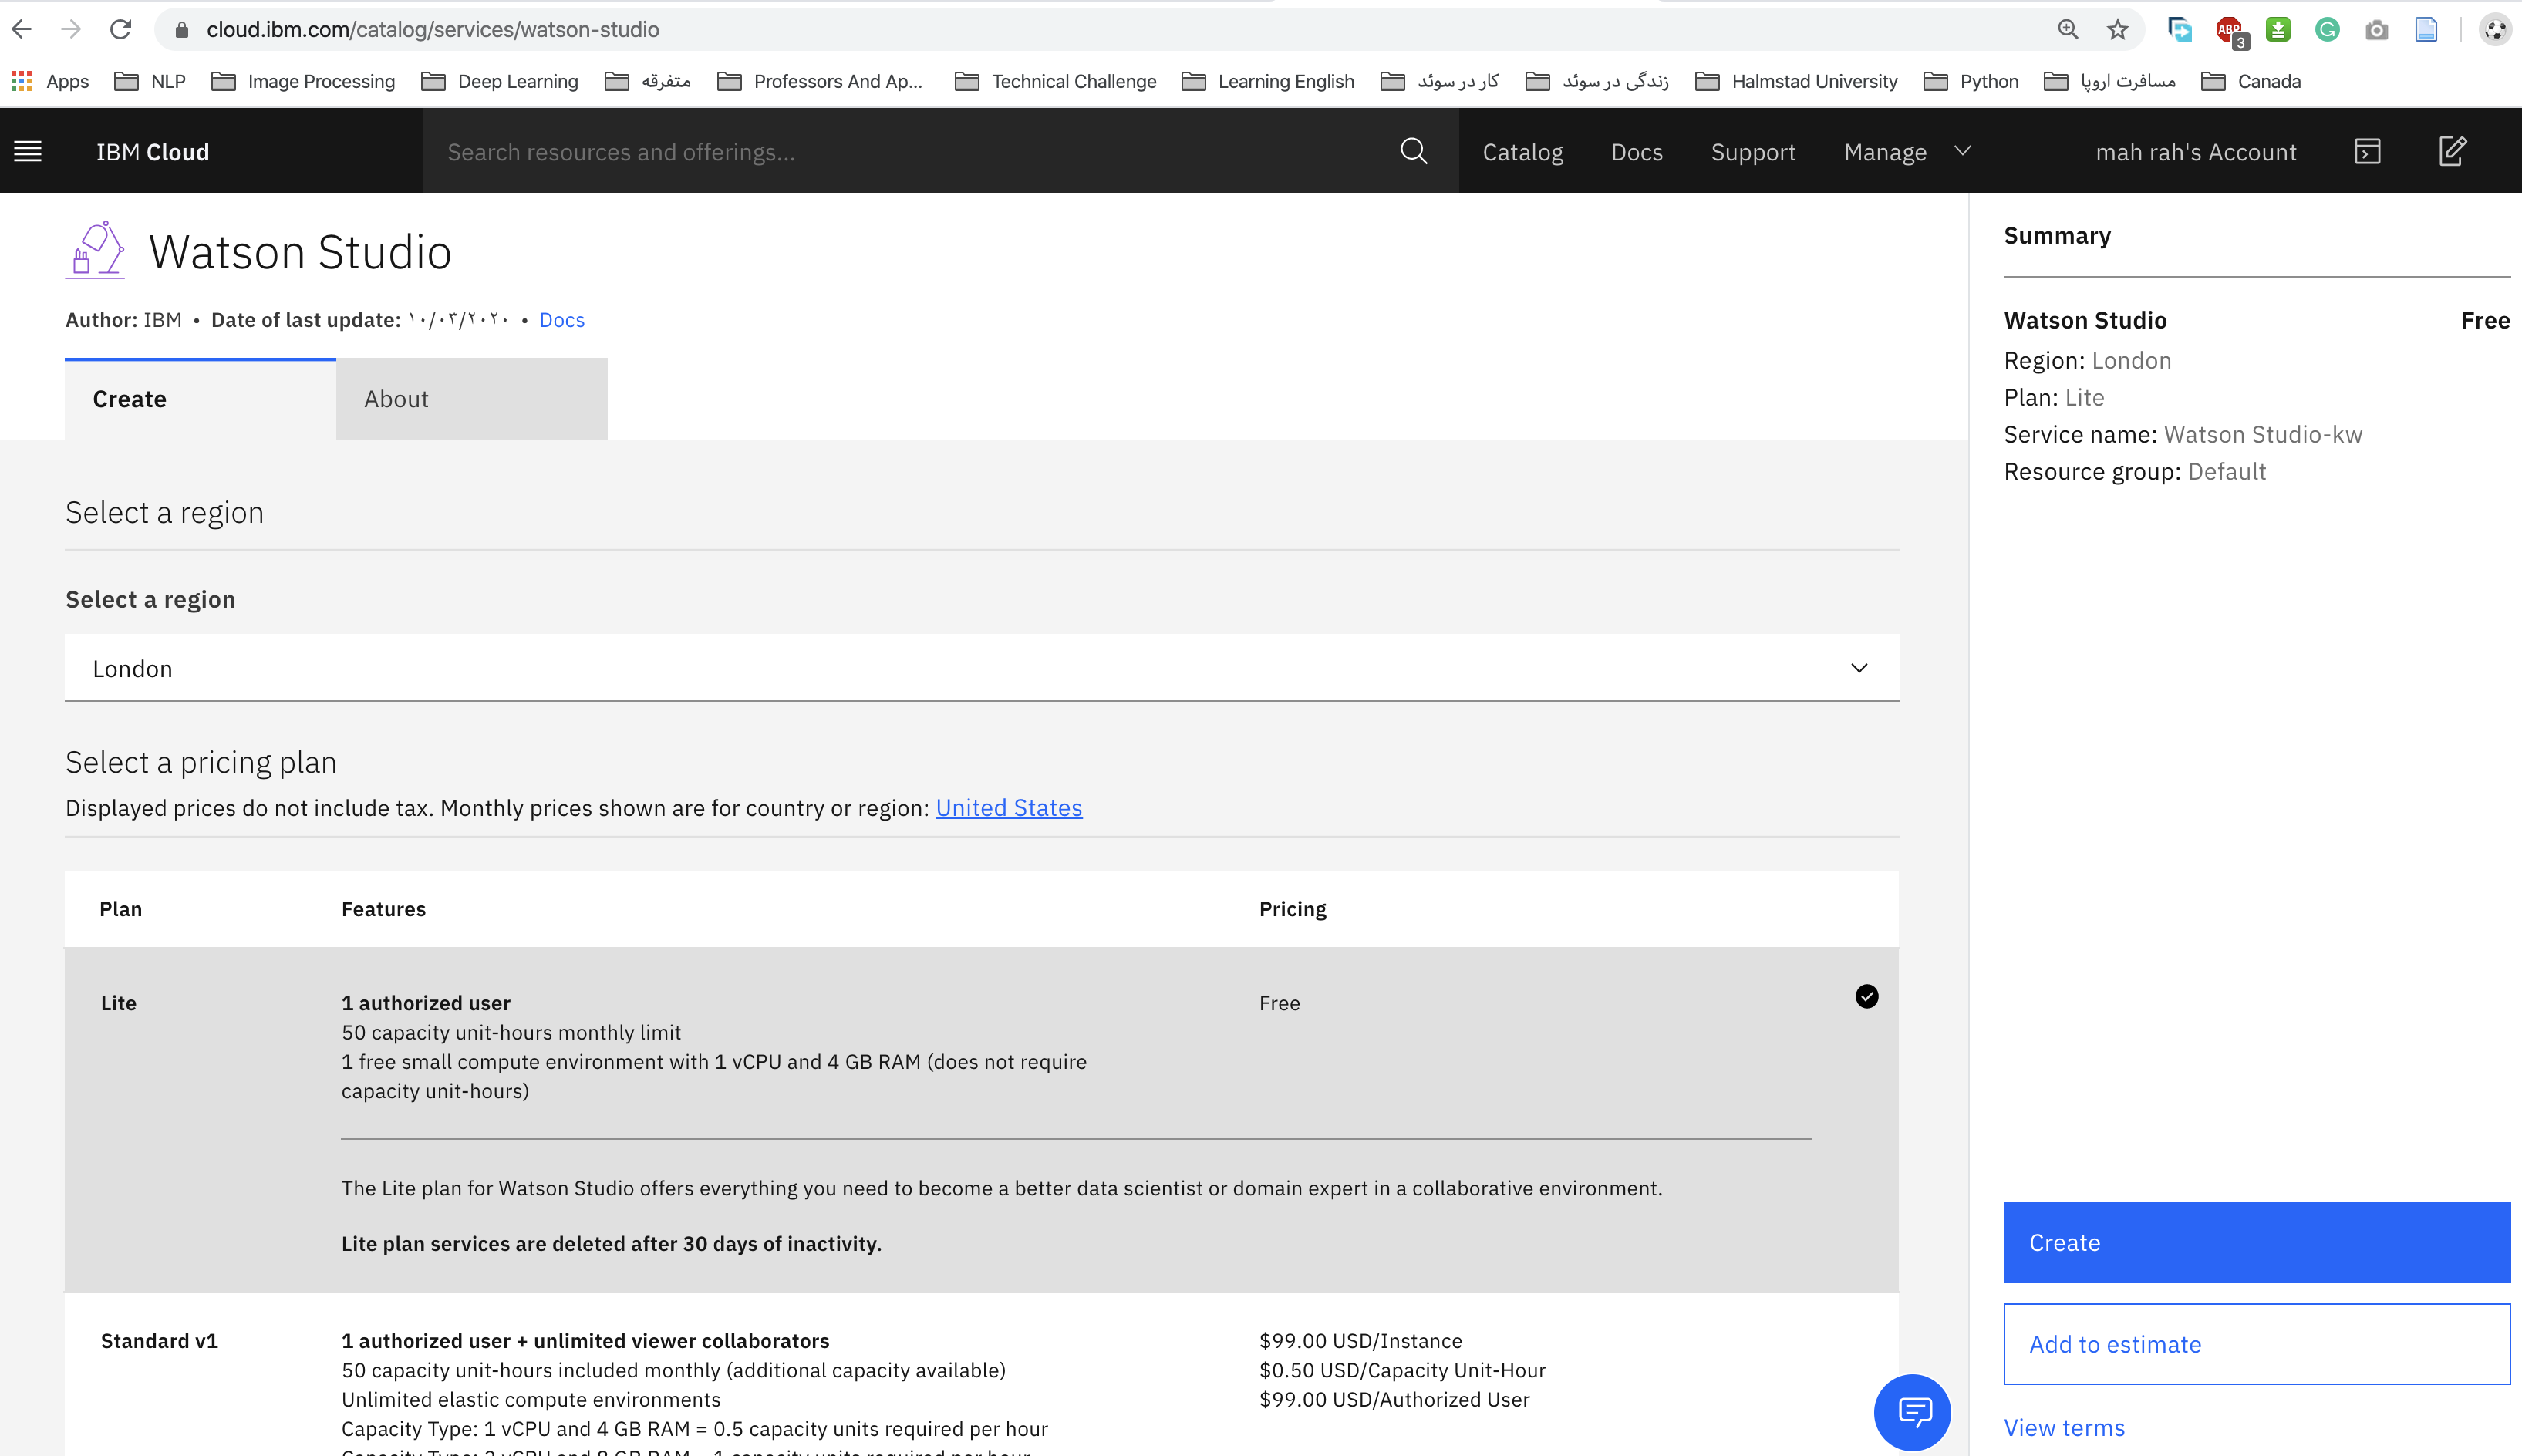 cloud.ibm.com/catalog/services/watson-studio
ABP
3
G
Apps
NLP
Image Processing
Deep Learning
متفرقه
Professors And Ap...
Technical Challenge
Learning English
کار در سوئد
زندگی در سوئد
Halmstad University
Python
مسافرت اروپا
Canada
IBM Cloud
Search resources and offerings...
Catalog
Docs
Support
Manage
mah rah's Account
Watson Studio
Author: IBM • Date of last update: ۱۰/۰۳/۲۰۲۰ • Docs
Create
About
Select a region
Select a region
London
Select a pricing plan
Displayed prices do not include tax. Monthly prices shown are for country or region: United States
Plan
Features
Pricing
Lite
1 authorized user
50 capacity unit-hours monthly limit
1 free small compute environment with 1 vCPU and 4 GB RAM (does not require
capacity unit-hours)
Free
The Lite plan for Watson Studio offers everything you need to become a better data scientist or domain expert in a collaborative environment.
Lite plan services are deleted after 30 days of inactivity.
Standard v1
1 authorized user + unlimited viewer collaborators
50 capacity unit-hours included monthly (additional capacity available)
Unlimited elastic compute environments
Capacity Type: 1 vCPU and 4 GB RAM = 0.5 capacity units required per hour
$99.00 USD/Instance
$0.50 USD/Capacity Unit-Hour
$99.00 USD/Authorized User
Summary
Watson Studio
Free
Region: London
Plan: Lite
Service name: Watson Studio-kw
Resource group: Default
Create
Add to estimate
View terms